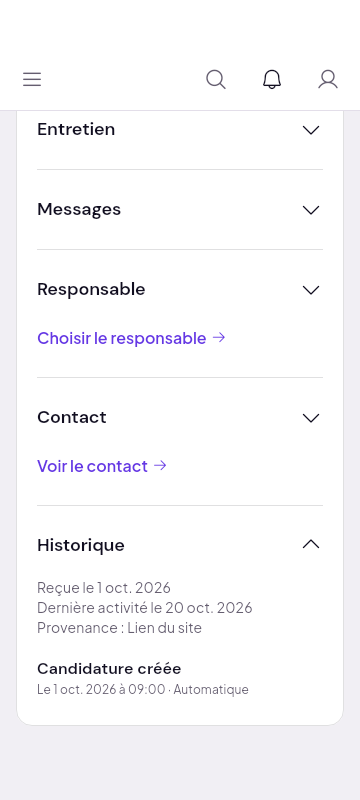 Entretien
Messages
Responsable
Choisir le responsable →
Contact
Voir le contact →
Historique
Reçue le 1 oct. 2026
Dernière activité le 20 oct. 2026
Provenance : Lien du site
Candidature créée
Le 1 oct. 2026 à 09:00 · Automatique